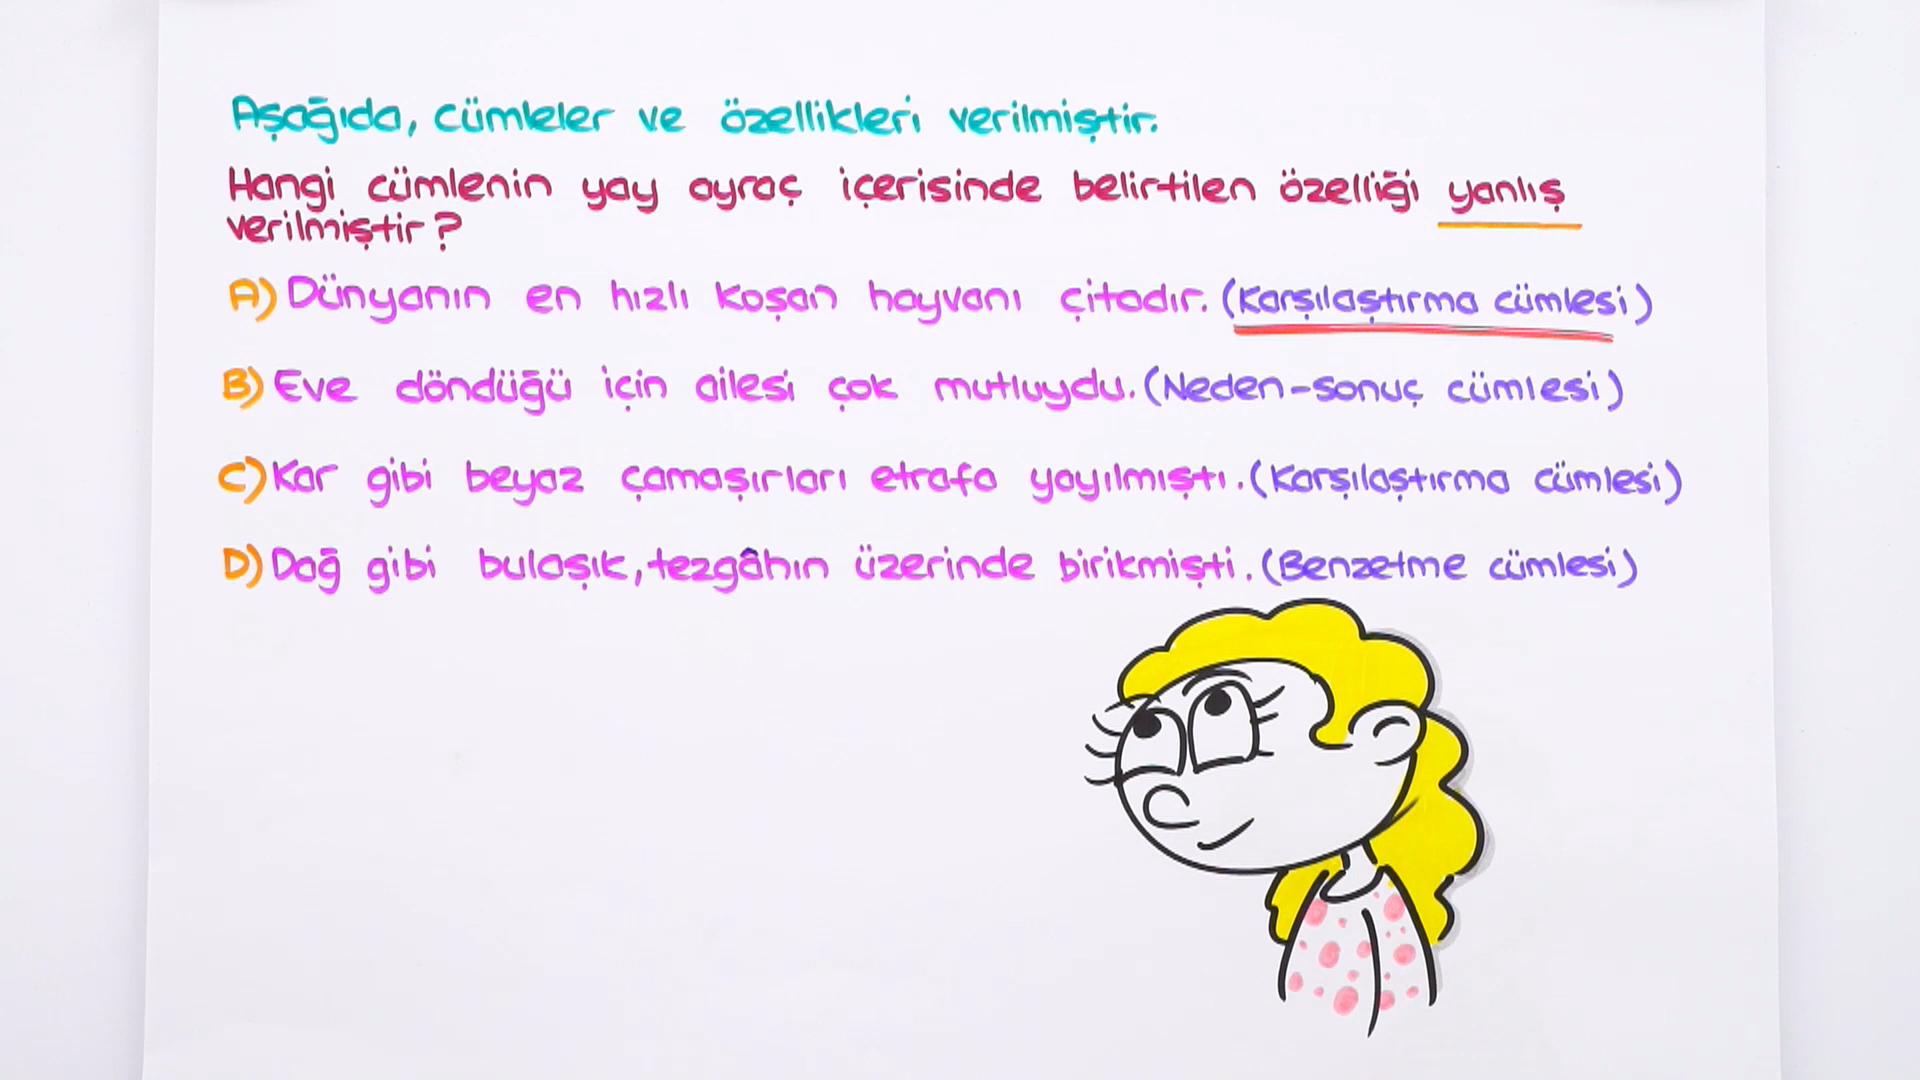 Aşağıda, cümleler ve özellikleri verilmiştir.
Hangi cümlenin yay ayraç içerisinde belirtilen özelliği yanlış
verilmiştir?
A) Dünyanın en hızlı koşan hayvanı çitadır. (Karşılaştırma cümlesi)
B) Eve döndüğü için ailesi çok mutluydu. (Neden-sonuç cümlesi)
C) Kar gibi beyaz çamaşırları etrafa yayılmıştı. (Karşılaştırma cümlesi)
D) Dağ gibi bulaşık, tezgâhın üzerinde birikmişti. (Benzetme cümlesi)